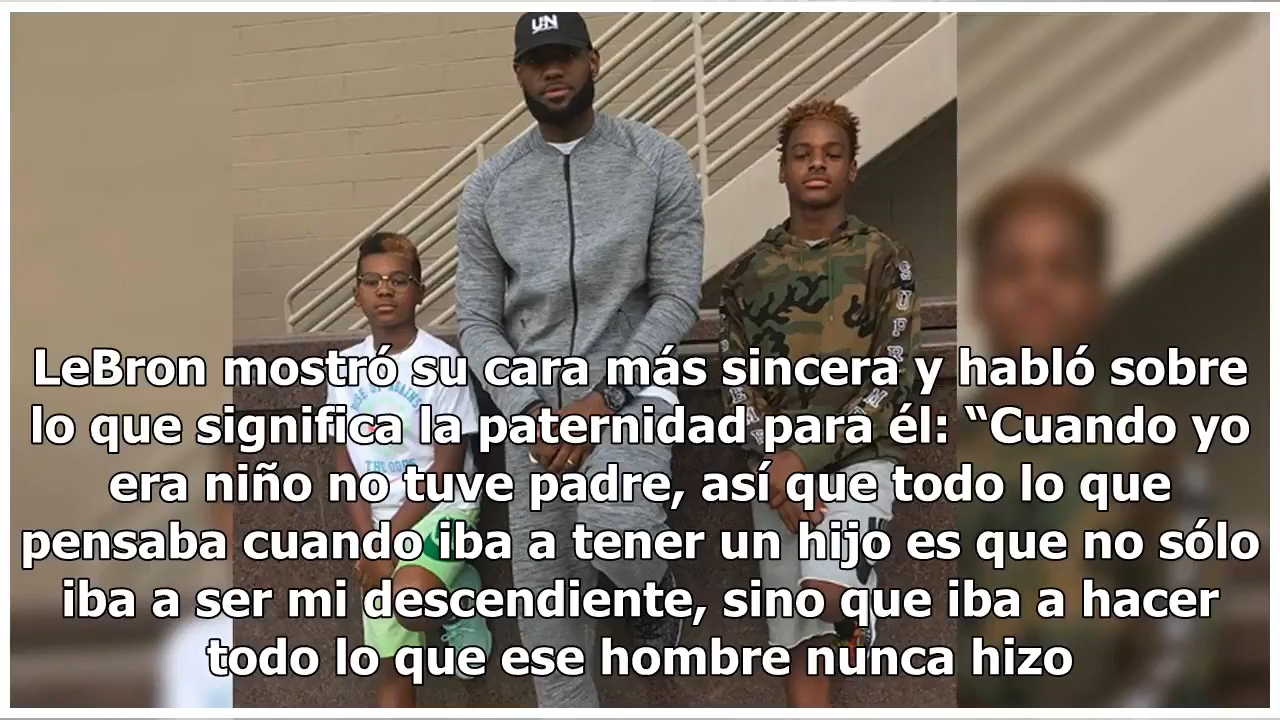 UN
LeBron mostró su cara más sincera y habló sobre
lo que significa la paternidad para él: “Cuando yo
era niño no tuve padre, así que todo lo que
pensaba cuando iba a tener un hijo es que no sólo
iba a ser mi descendiente, sino que iba a hacer
todo lo que ese hombre nunca hizo